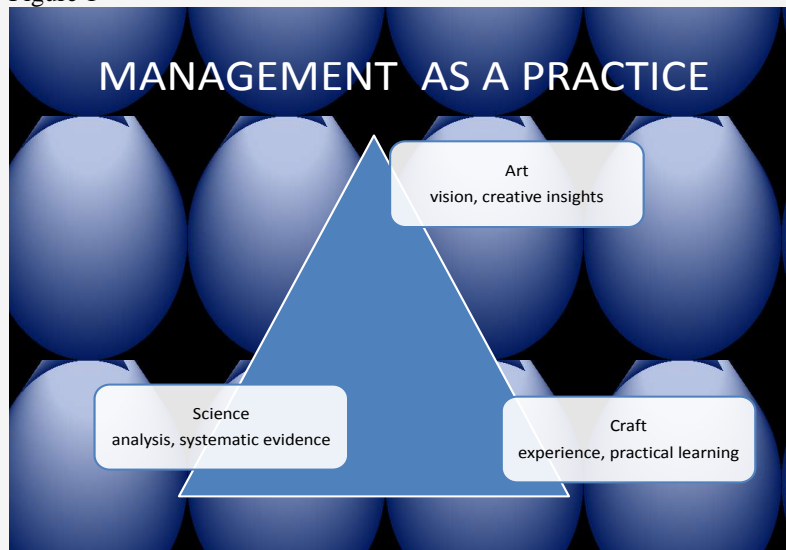 MANAGEMENT AS A PRACTICE
Art
vision, creative insights
Science
analysis, systematic evidence
Craft
experience, practical learning